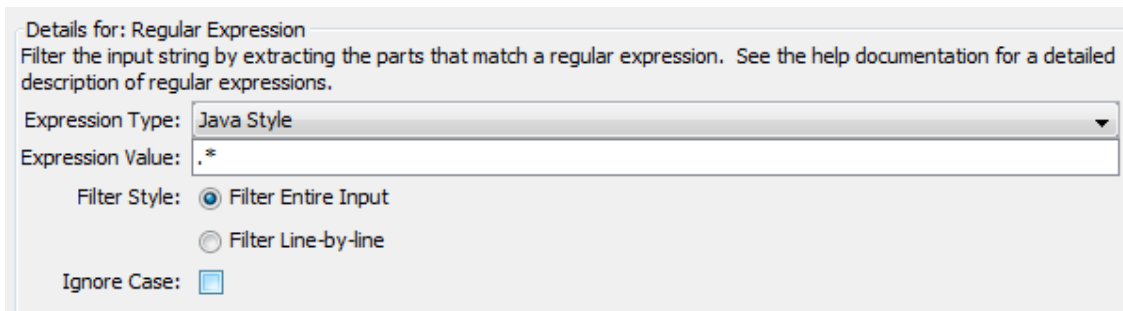 Details for: Regular Expression
Filter the input string by extracting the parts that match a regular expression.  See the help documentation for a detailed
description of regular expressions.
Expression Type: Java Style
Expression Value: .*
Filter Style: Filter Entire Input
Filter Line-by-line
Ignore Case: